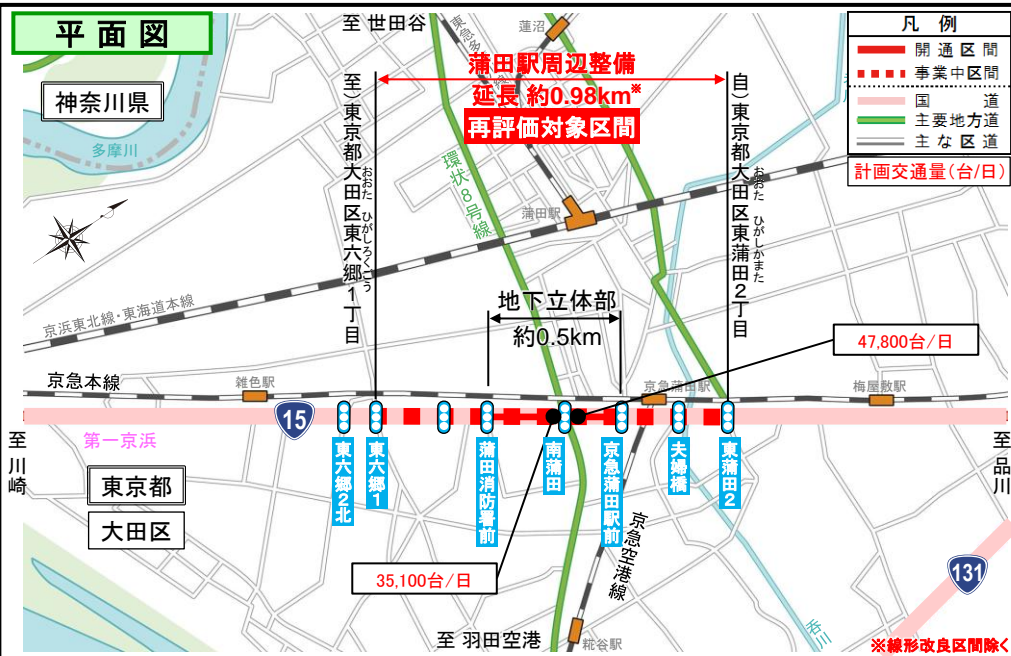 平面図
至 世田谷
東急多
蓮沼
凡 例
開通区間
事業中区間
国 道
主要地方道
主な区道
計画交通量(台/日)
神奈川県
多摩川
蒲田駅周辺整備
延長 約0.98km※
再評価対象区間
至)東京都大田区東六郷1丁目
おおた ひがしろくごう
自)東京都大田区東蒲田2丁目
おおた ひがしかまた
環状8号線
蒲田駅
京浜東北線・東海道本線
地下立体部
約0.5km
47,800台/日
京急本線
雑色駅
京急蒲田駅
梅屋敷駅
15
第一京浜
至 川崎
至 品川
東六郷2北
東六郷1
蒲田消防署前
南蒲田
京急蒲田駅前
夫婦橋
東蒲田2
東京都
大田区
35,100台/日
京急空港線
131
呑川
至 羽田空港
糀谷駅
※線形改良区間除く